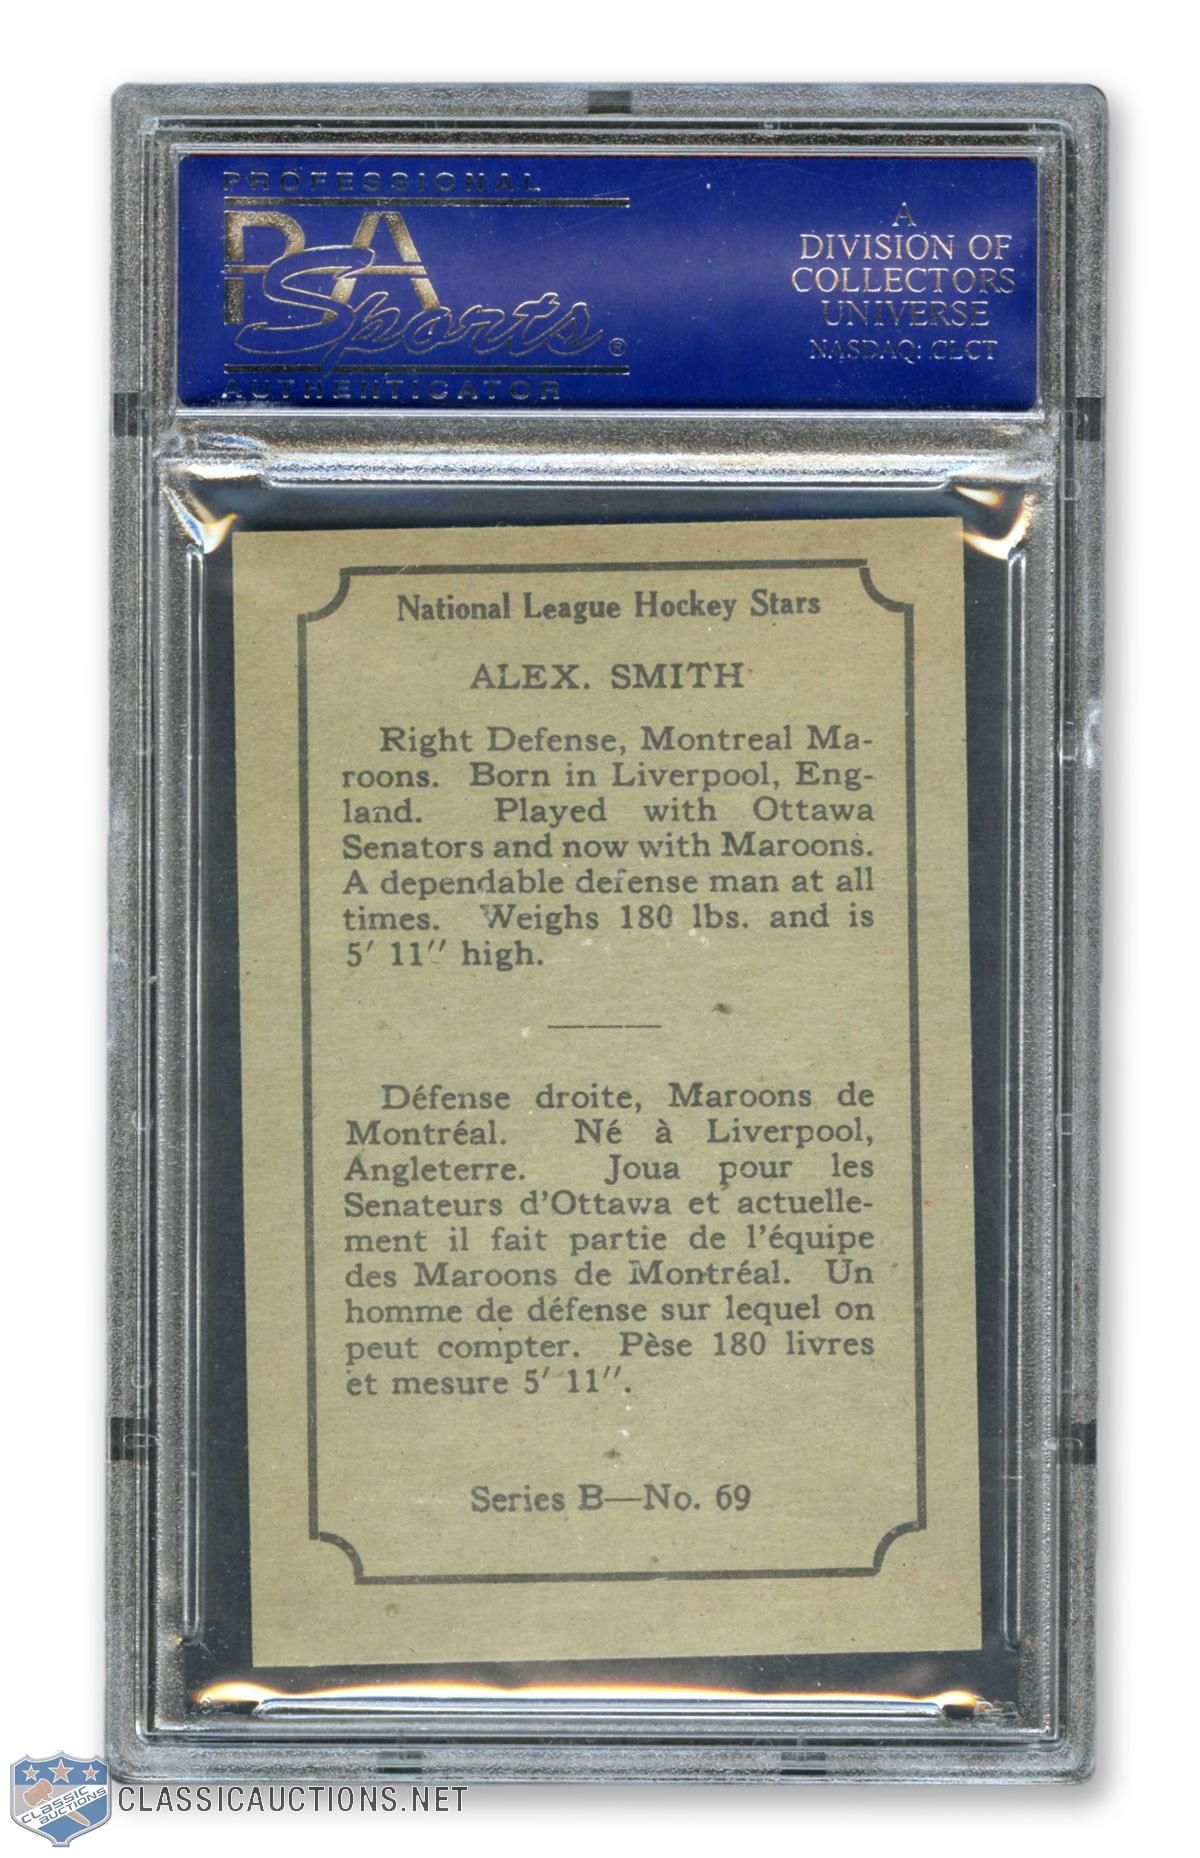 PROFESSIONAL
PSA
Sports®
AUTHENTICATOR
A
DIVISION OF
COLLECTORS
UNIVERSE
NASDAQ: CLCT
National League Hockey Stars
ALEX. SMITH
Right Defense, Montreal Ma-
roons. Born in Liverpool, Eng-
land. Played with Ottawa
Senators and now with Maroons.
A dependable defense man at all
times. Weighs 180 lbs. and is
5′ 11″ high.
Défense droite, Maroons de
Montréal. Né à Liverpool,
Angleterre. Joua pour les
Senateurs d'Ottawa et actuelle-
ment il fait partie de l'équipe
des Maroons de Montréal. Un
homme de défense sur lequel on
peut compter. Pèse 180 livres
et mesure 5′ 11″.
Series B—No. 69
CLASSIC
AUCTIONS
CLASSICAUCTIONS.NET